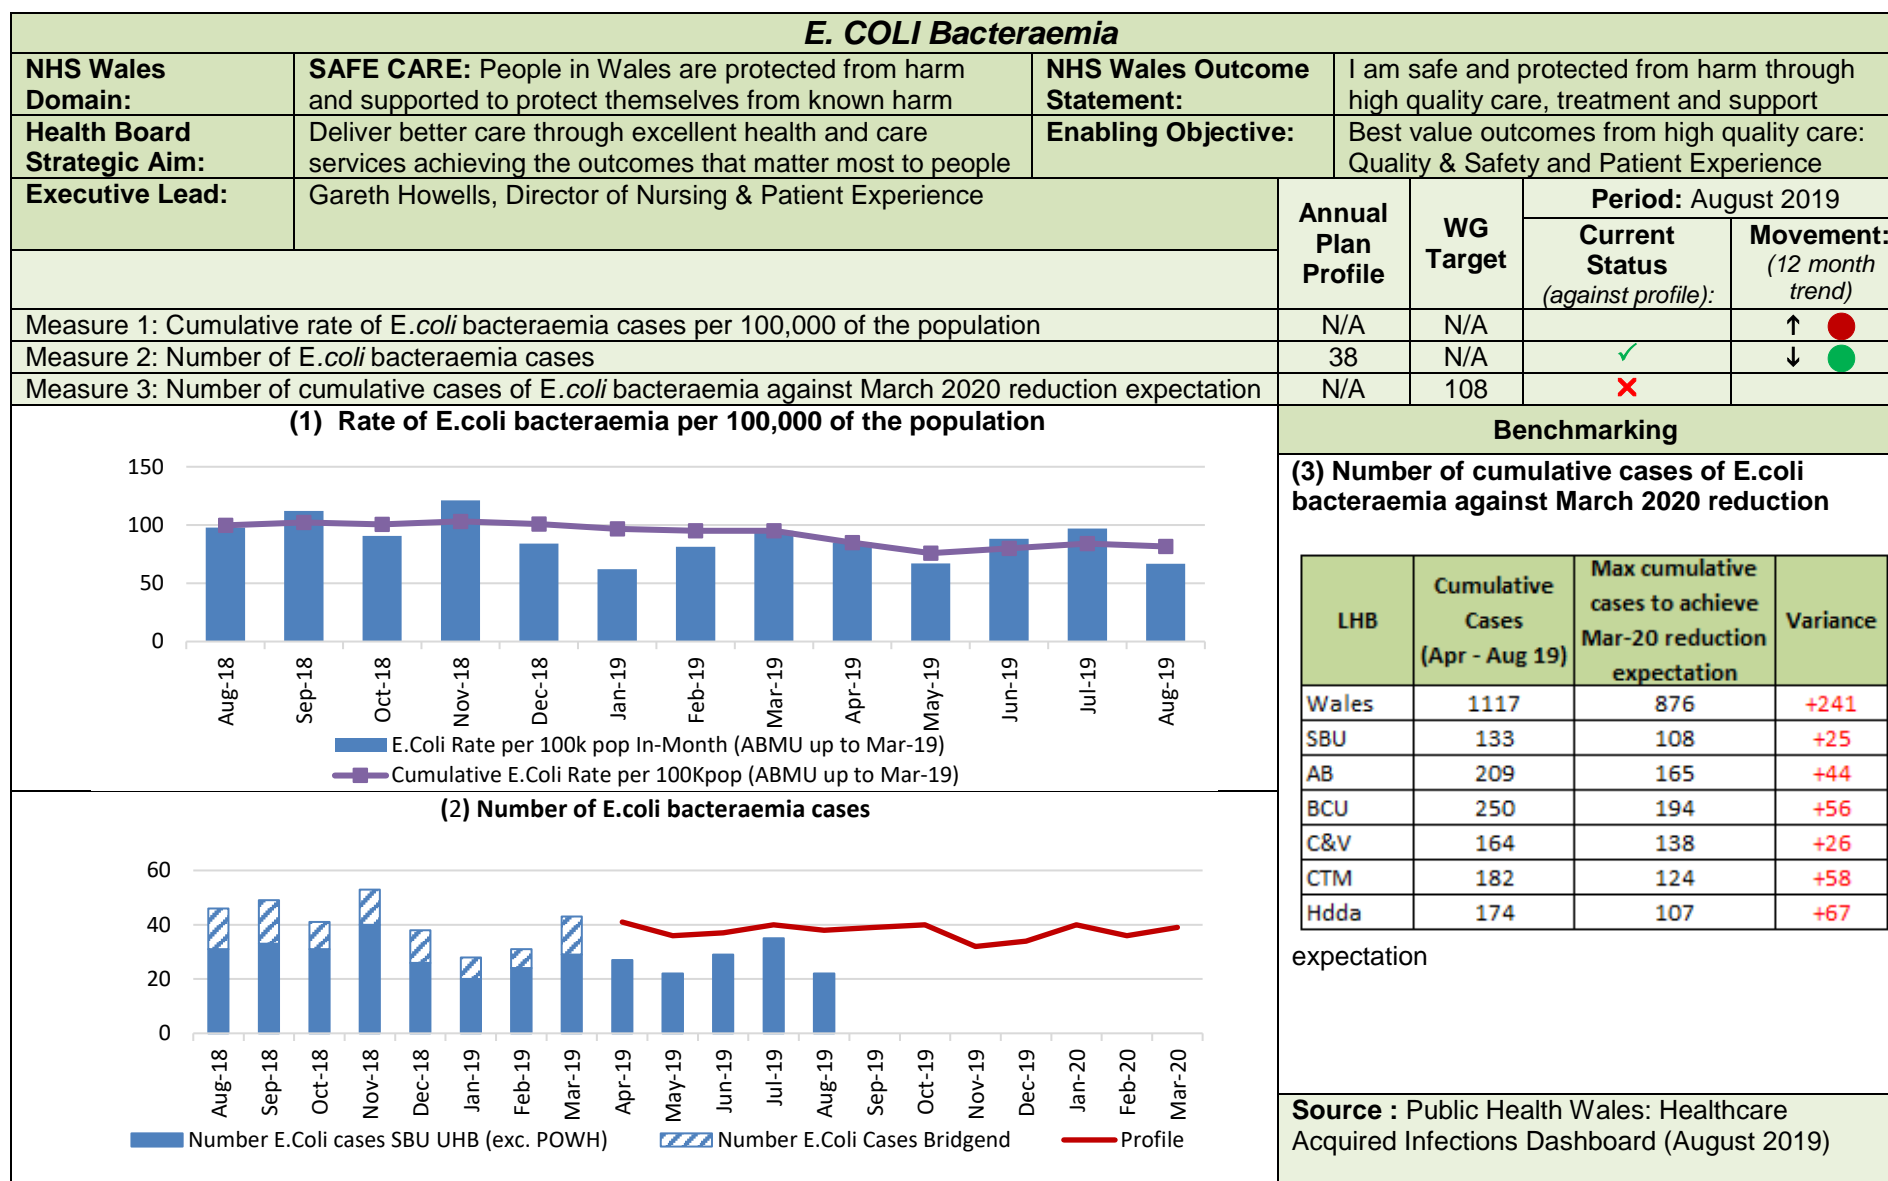 E. COLI Bacteraemia
NHS Wales
Domain:
SAFE CARE: People in Wales are protected from harm
and supported to protect themselves from known harm
NHS Wales Outcome
Statement:
I am safe and protected from harm through
high quality care, treatment and support
Health Board
Strategic Aim:
Deliver better care through excellent health and care
services achieving the outcomes that matter most to people
Enabling Objective:
Best value outcomes from high quality care:
Quality & Safety and Patient Experience
Executive Lead:
Gareth Howells, Director of Nursing & Patient Experience
Annual
Plan
Profile
WG
Target
Period: August 2019
Current
Status
(against profile):
Movement:
(12 month
trend)
Measure 1: Cumulative rate of E.coli bacteraemia cases per 100,000 of the population
N/A
N/A
↑
Measure 2: Number of E.coli bacteraemia cases
38
N/A
✓
↓
Measure 3: Number of cumulative cases of E.coli bacteraemia against March 2020 reduction expectation
N/A
108
✗
(1) Rate of E.coli bacteraemia per 100,000 of the population
150
100
50
0
Aug-18
Sep-18
Oct-18
Nov-18
Dec-18
Jan-19
Feb-19
Mar-19
Apr-19
May-19
Jun-19
Jul-19
Aug-19
E.Coli Rate per 100k pop In-Month (ABMU up to Mar-19)
Cumulative E.Coli Rate per 100Kpop (ABMU up to Mar-19)
(2) Number of E.coli bacteraemia cases
60
40
20
0
Aug-18
Sep-18
Oct-18
Nov-18
Dec-18
Jan-19
Feb-19
Mar-19
Apr-19
May-19
Jun-19
Jul-19
Aug-19
Sep-19
Oct-19
Nov-19
Dec-19
Jan-20
Feb-20
Mar-20
Number E.Coli cases SBU UHB (exc. POWH)
Number E.Coli Cases Bridgend
Profile
Benchmarking
(3) Number of cumulative cases of E.coli
bacteraemia against March 2020 reduction
LHB
Cumulative
Cases
(Apr - Aug 19)
Max cumulative
cases to achieve
Mar-20 reduction
expectation
Variance
Wales 1117 876 +241
SBU 133 108 +25
AB 209 165 +44
BCU 250 194 +56
C&V 164 138 +26
CTM 182 124 +58
Hdda 174 107 +67
expectation
Source : Public Health Wales: Healthcare
Acquired Infections Dashboard (August 2019)